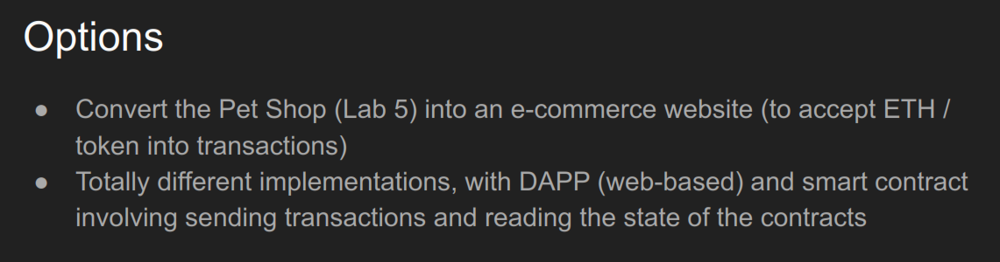 Options
● Convert the Pet Shop (Lab 5) into an e-commerce website (to accept ETH /
token into transactions)
● Totally different implementations, with DAPP (web-based) and smart contract
involving sending transactions and reading the state of the contracts